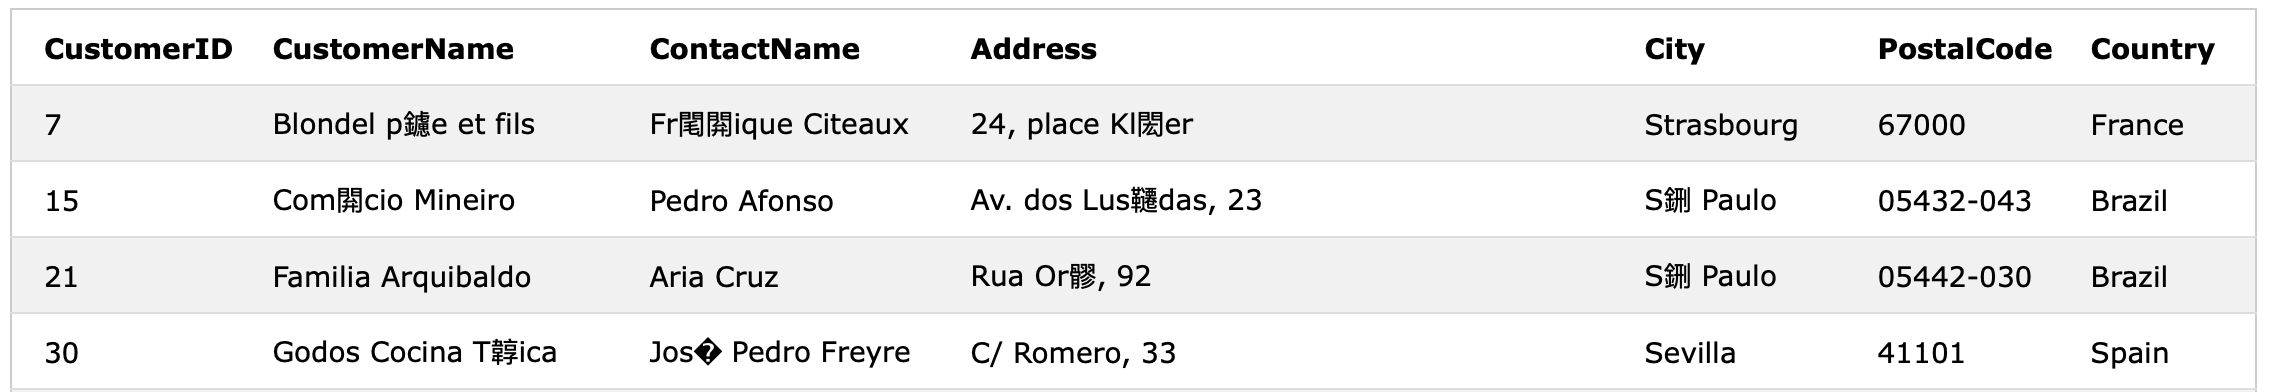 CustomerID CustomerName ContactName Address City PostalCode Country
7 Blondel p鑢e et fils Fr閐閞ique Citeaux 24, place Kl閎er Strasbourg 67000 France
15 Com閞cio Mineiro Pedro Afonso Av. dos Lus韆das, 23 S鉶 Paulo 05432-043 Brazil
21 Familia Arquibaldo Aria Cruz Rua Or髎, 92 S鉶 Paulo 05442-030 Brazil
30 Godos Cocina T韕ica Jos� Pedro Freyre C/ Romero, 33 Sevilla 41101 Spain